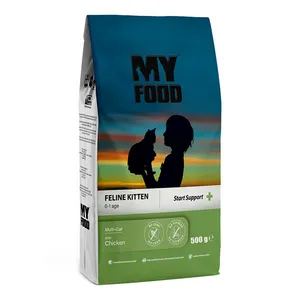 MY
FOOD
FELINE KITTEN
0-1 age
Start Support +
Multi-Cat
Chicken
500 g
MY
FOOD